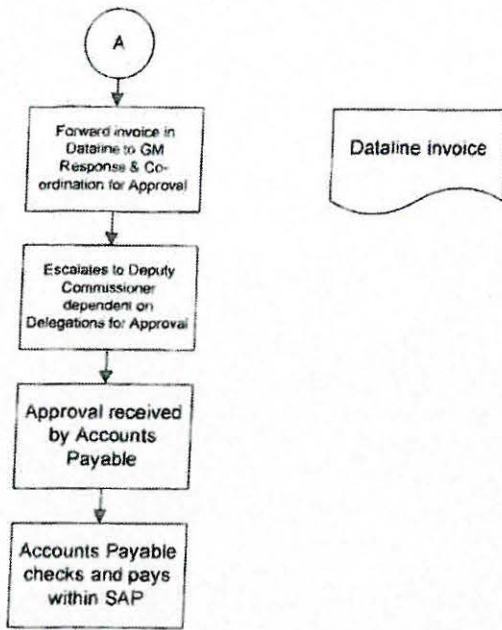 A
Forward invoice in
Dataline to GM
Response & Co-
ordination for Approval
Dataline invoice
Escalates to Deputy
Commissioner
dependent on
Delegations for Approval
Approval received
by Accounts
Payable
Accounts Payable
checks and pays
within SAP